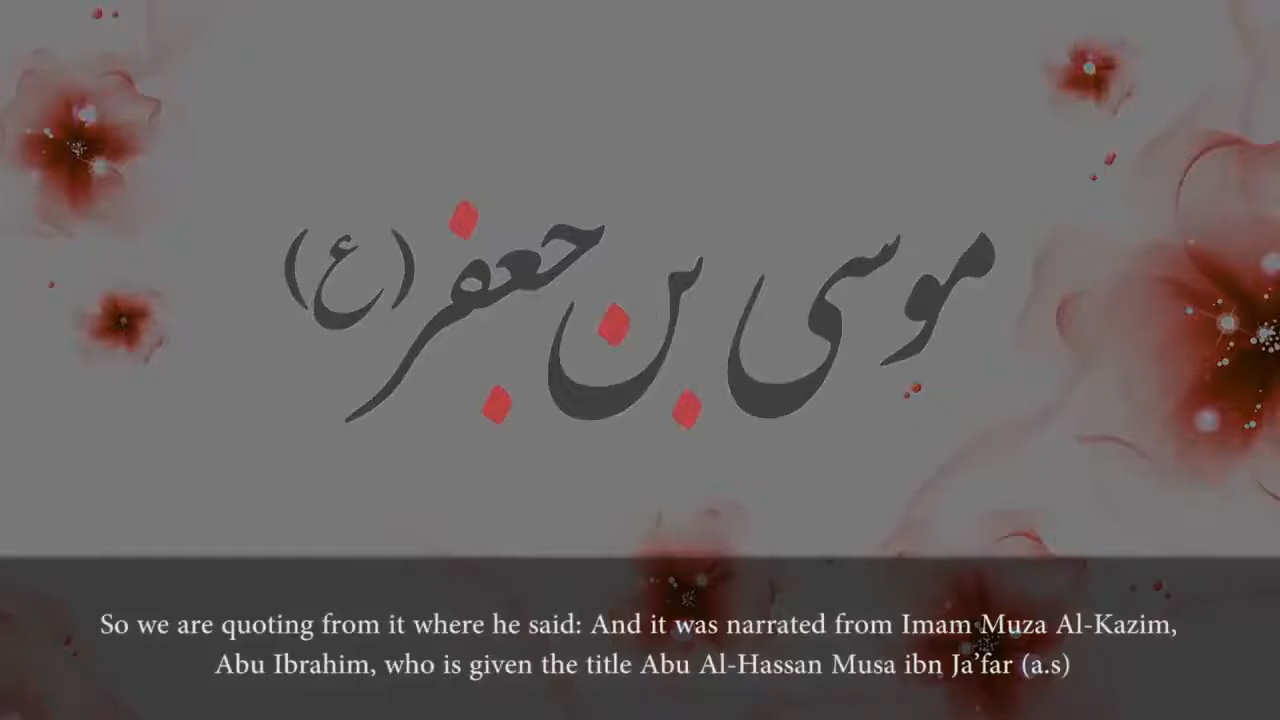 موسی بن جعفر (ع)
So we are quoting from it where he said: And it was narrated from Imam Muza Al-Kazim,
Abu Ibrahim, who is given the title Abu Al-Hassan Musa ibn Ja’far (a.s)